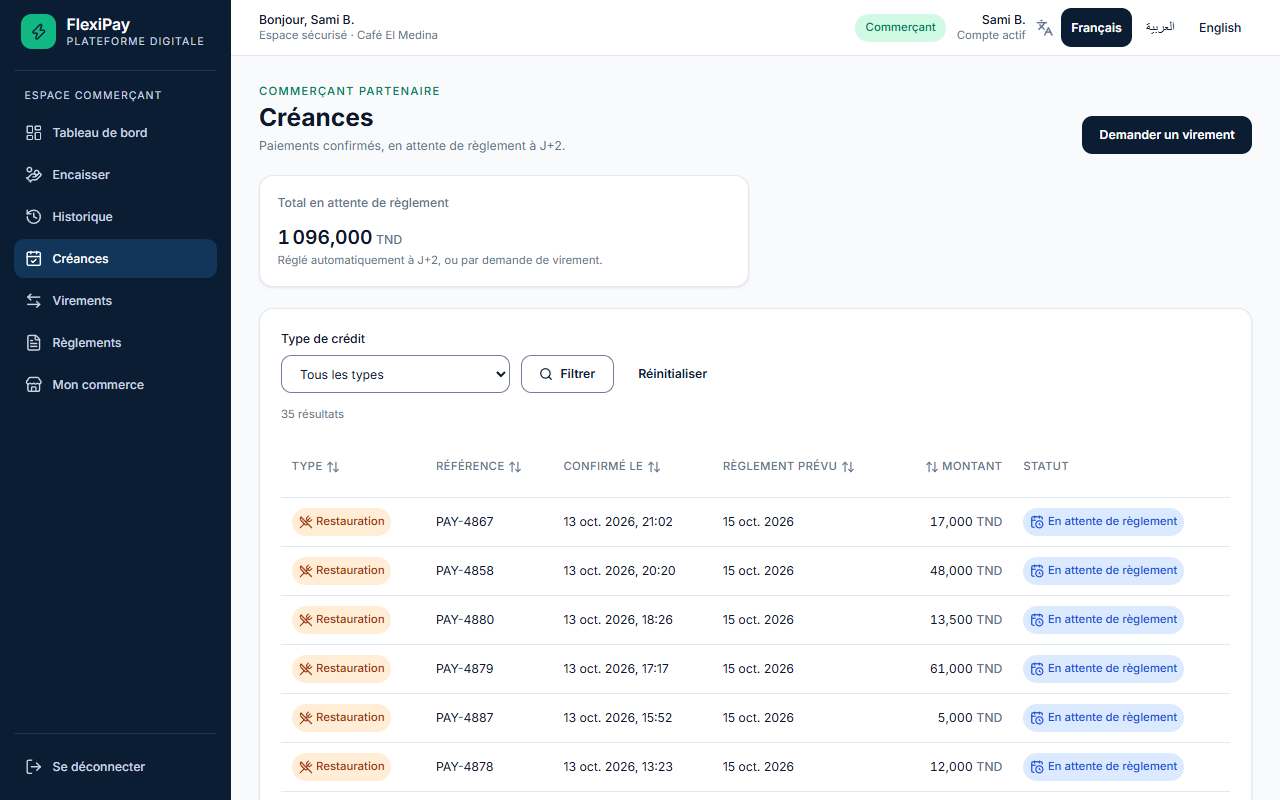 FlexiPay
PLATEFORME DIGITALE
ESPACE COMMERÇANT
Tableau de bord
Encaisser
Historique
Créances
Virements
Règlements
Mon commerce
Se déconnecter
Bonjour, Sami B.
Espace sécurisé · Café El Medina
Commerçant
Sami B.
Compte actif
Français
العربية
English
COMMERÇANT PARTENAIRE
Créances
Paiements confirmés, en attente de règlement à J+2.
Demander un virement
Total en attente de règlement
1 096,000 TND
Réglé automatiquement à J+2, ou par demande de virement.
Type de crédit
Tous les types
Filtrer
Réinitialiser
35 résultats
TYPE RÉFÉRENCE CONFIRMÉ LE RÈGLEMENT PRÉVU MONTANT STATUT
Restauration PAY-4867 13 oct. 2026, 21:02 15 oct. 2026 17,000 TND En attente de règlement
Restauration PAY-4858 13 oct. 2026, 20:20 15 oct. 2026 48,000 TND En attente de règlement
Restauration PAY-4880 13 oct. 2026, 18:26 15 oct. 2026 13,500 TND En attente de règlement
Restauration PAY-4879 13 oct. 2026, 17:17 15 oct. 2026 61,000 TND En attente de règlement
Restauration PAY-4887 13 oct. 2026, 15:52 15 oct. 2026 5,000 TND En attente de règlement
Restauration PAY-4878 13 oct. 2026, 13:23 15 oct. 2026 12,000 TND En attente de règlement